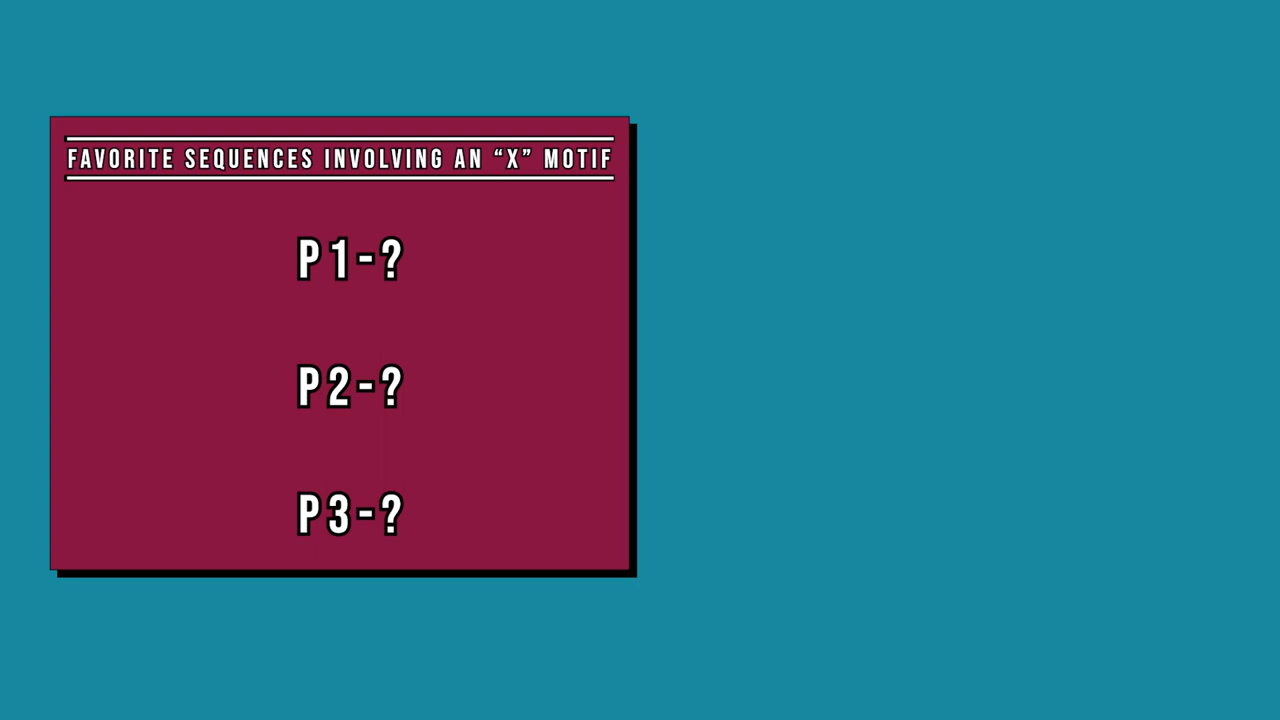 FAVORITE SEQUENCES INVOLVING AN “X” MOTIF
P1-?
P2-?
P3-?